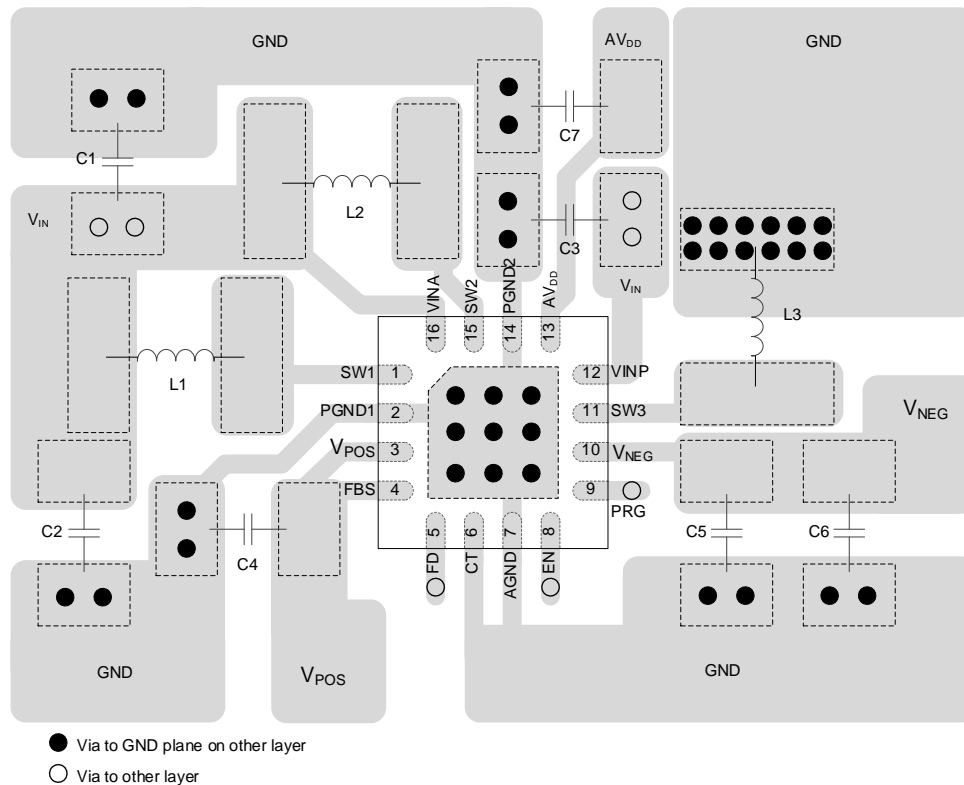 GND
AVDD
GND
C7
C1
L2
C3
VIN
VIN
L3
L1
16 VINA
15 SW2
14 PGND2
13 AVDD
SW1 1
PGND1 2
VPOS 3
FBS 4
12 VINP
11 SW3
10 VNEG
9
PRG
VNEG
5 FD
6 CT
7 AGND
8 EN
C2
C4
C5
C6
GND
VPOS
GND
Via to GND plane on other layer
Via to other layer